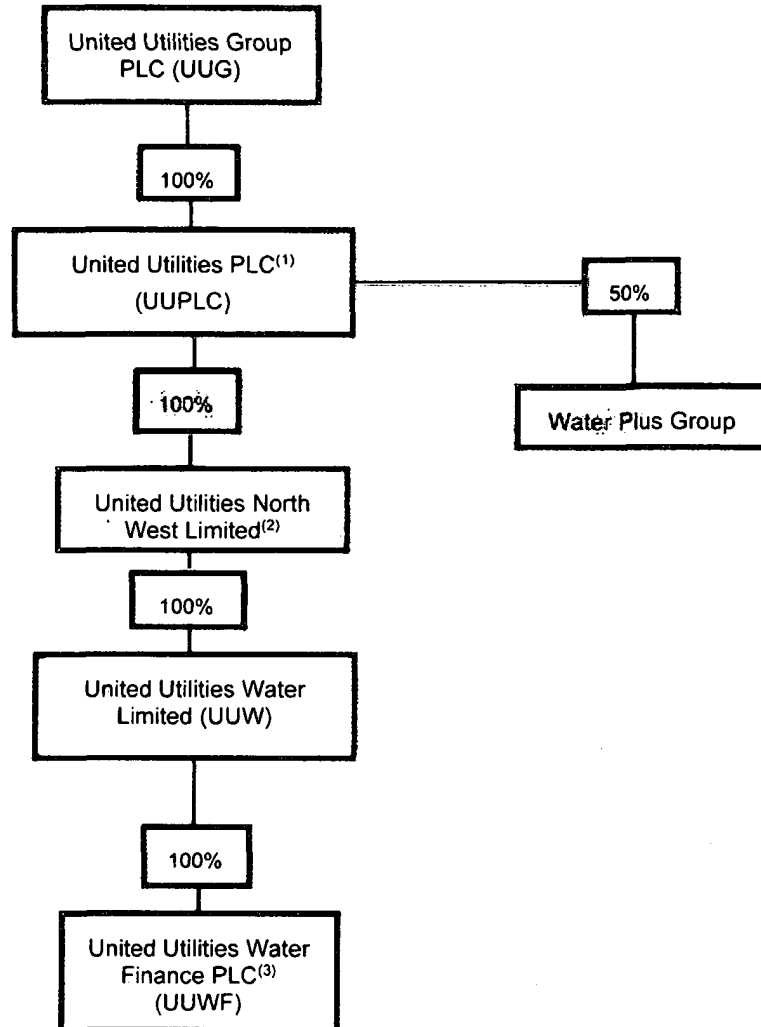 United Utilities Group
PLC (UUG)
100%
United Utilities PLC(1)
(UUPLC)
50%
100%
Water Plus Group
United Utilities North
West Limited(2)
100%
United Utilities Water
Limited (UUW)
100%
United Utilities Water
Finance PLC(3)
(UUWF)